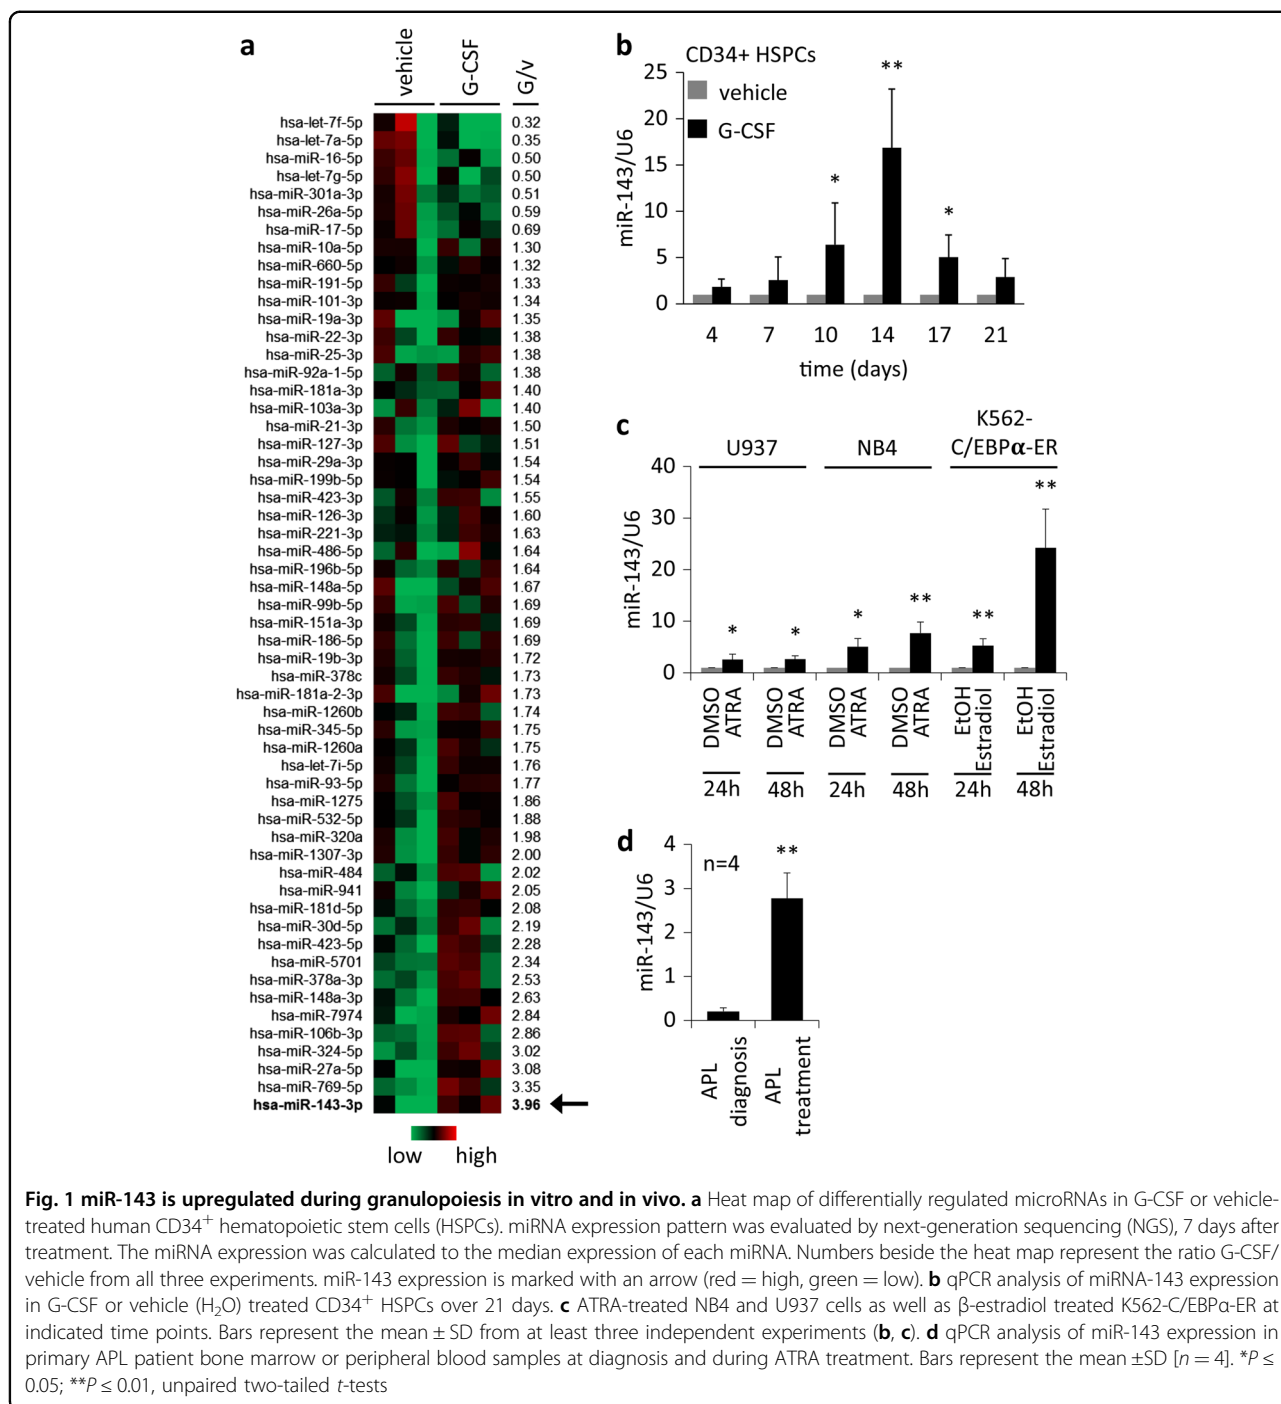 a
vehicle
G-CSF
G/v
hsa-let-7f-5p 0.32
hsa-let-7a-5p 0.35
hsa-miR-16-5p 0.50
hsa-let-7g-5p 0.50
hsa-miR-301a-3p 0.51
hsa-miR-26a-5p 0.59
hsa-miR-17-5p 0.69
hsa-miR-10a-5p 1.30
hsa-miR-660-5p 1.32
hsa-miR-191-5p 1.33
hsa-miR-101-3p 1.34
hsa-miR-19a-3p 1.35
hsa-miR-22-3p 1.38
hsa-miR-25-3p 1.38
hsa-miR-92a-1-5p 1.38
hsa-miR-181a-3p 1.40
hsa-miR-103a-3p 1.40
hsa-miR-21-3p 1.50
hsa-miR-127-3p 1.51
hsa-miR-29a-3p 1.54
hsa-miR-199b-5p 1.54
hsa-miR-423-3p 1.55
hsa-miR-126-3p 1.60
hsa-miR-221-3p 1.63
hsa-miR-486-5p 1.64
hsa-miR-196b-5p 1.64
hsa-miR-148a-5p 1.67
hsa-miR-99b-5p 1.69
hsa-miR-151a-3p 1.69
hsa-miR-186-5p 1.69
hsa-miR-19b-3p 1.72
hsa-miR-378c 1.73
hsa-miR-181a-2-3p 1.73
hsa-miR-1260b 1.74
hsa-miR-345-5p 1.75
hsa-miR-1260a 1.75
hsa-let-7i-5p 1.76
hsa-miR-93-5p 1.77
hsa-miR-1275 1.86
hsa-miR-532-5p 1.88
hsa-miR-320a 1.98
hsa-miR-1307-3p 2.00
hsa-miR-484 2.02
hsa-miR-941 2.05
hsa-miR-181d-5p 2.08
hsa-miR-30d-5p 2.19
hsa-miR-423-5p 2.28
hsa-miR-5701 2.34
hsa-miR-378a-3p 2.53
hsa-miR-148a-3p 2.63
hsa-miR-7974 2.84
hsa-miR-106b-3p 2.86
hsa-miR-324-5p 3.02
hsa-miR-27a-5p 3.08
hsa-miR-769-5p 3.35
hsa-miR-143-3p 3.96
low high
b
CD34+ HSPCs
vehicle
G-CSF
miR-143/U6
25
20
15
10
5
0
* ** *
4 7 10 14 17 21
time (days)
c
U937 NB4 K562-
C/EBPα-ER
miR-143/U6
40
30
20
10
0
* * * ** ** **
DMSO
ATRA
DMSO
ATRA
DMSO
ATRA
DMSO
ATRA
EtOH
Estradiol
EtOH
Estradiol
24h 48h 24h 48h 24h 48h
d
n=4
**
miR-143/U6
4
3
2
1
0
APL
diagnosis
APL
treatment
Fig. 1 miR-143 is upregulated during granulopoiesis in vitro and in vivo. a Heat map of differentially regulated microRNAs in G-CSF or vehicle-
treated human CD34⁺ hematopoietic stem cells (HSPCs). miRNA expression pattern was evaluated by next-generation sequencing (NGS), 7 days after
treatment. The miRNA expression was calculated to the median expression of each miRNA. Numbers beside the heat map represent the ratio G-CSF/
vehicle from all three experiments. miR-143 expression is marked with an arrow (red = high, green = low). b qPCR analysis of miRNA-143 expression
in G-CSF or vehicle (H₂O) treated CD34⁺ HSPCs over 21 days. c ATRA-treated NB4 and U937 cells as well as β-estradiol treated K562-C/EBPα-ER at
indicated time points. Bars represent the mean ± SD from at least three independent experiments (b, c). d qPCR analysis of miR-143 expression in
primary APL patient bone marrow or peripheral blood samples at diagnosis and during ATRA treatment. Bars represent the mean ±SD [n = 4]. *P ≤
0.05; **P ≤ 0.01, unpaired two-tailed t-tests